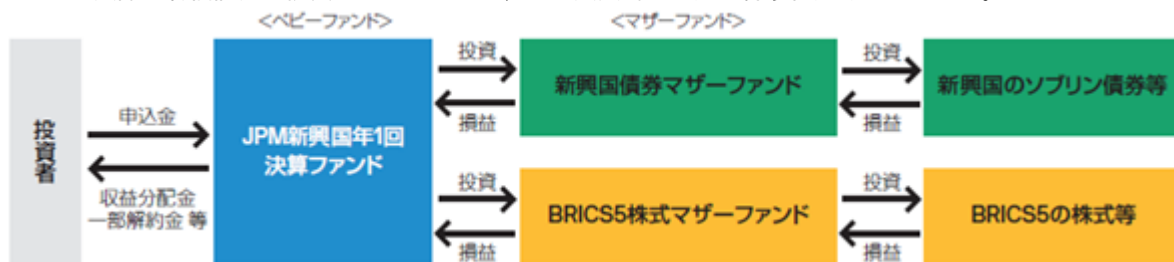 <ベビーファンド>
<マザーファンド>
投資者
申込金
収益分配金
一部解約金 等
JPM新興国年1回
決算ファンド
投資
損益
新興国債券マザーファンド
投資
損益
新興国のソブリン債券等
投資
損益
BRICS5株式マザーファンド
投資
損益
BRICS5の株式等